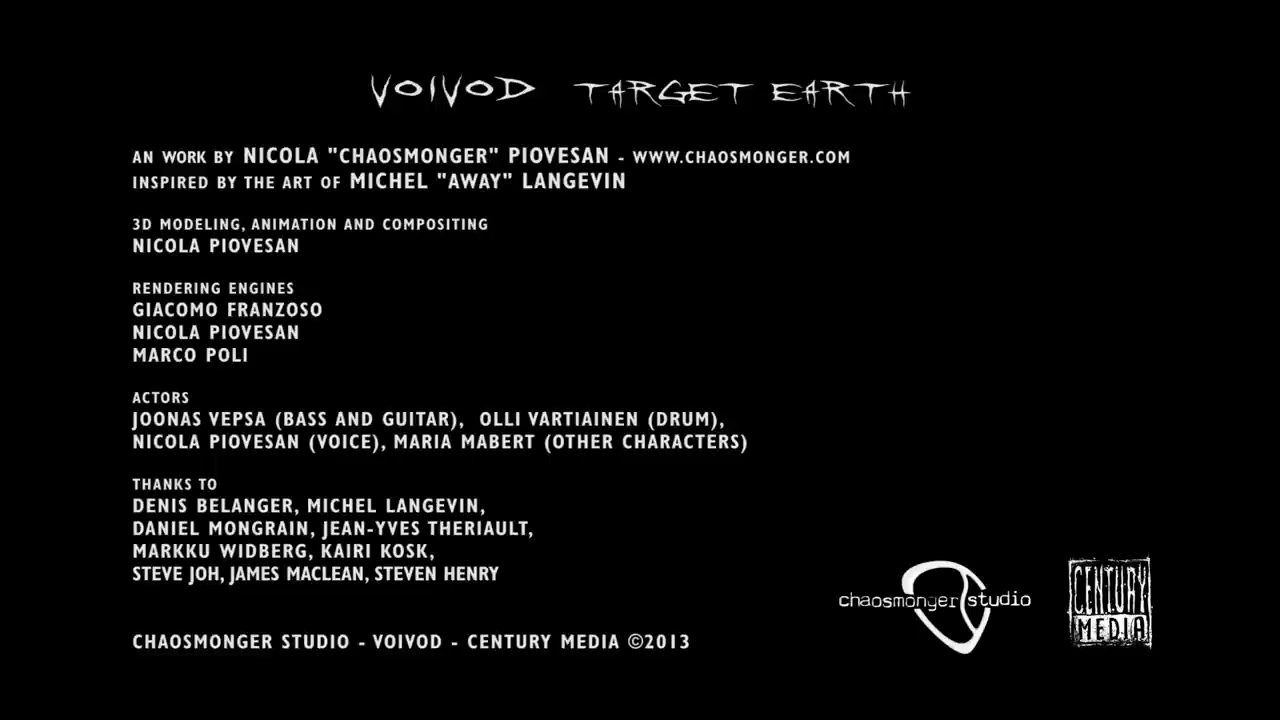 VOIVOD TARGET EARTH
AN WORK BY NICOLA "CHAOSMONGER" PIOVESAN - WWW.CHAOSMONGER.COM
INSPIRED BY THE ART OF MICHEL "AWAY" LANGEVIN
3D MODELING, ANIMATION AND COMPOSITING
NICOLA PIOVESAN
RENDERING ENGINES
GIACOMO FRANZOSO
NICOLA PIOVESAN
MARCO POLI
ACTORS
JOONAS VEPSA (BASS AND GUITAR), OLLI VARTIAINEN (DRUM),
NICOLA PIOVESAN (VOICE), MARIA MABERT (OTHER CHARACTERS)
THANKS TO
DENIS BELANGER, MICHEL LANGEVIN,
DANIEL MONGRAIN, JEAN-YVES THERIAULT,
MARKKU WIDBERG, KAIRI KOSK,
STEVE JOH, JAMES MACLEAN, STEVEN HENRY
CHAOSMONGER STUDIO - VOIVOD - CENTURY MEDIA ©2013
chaosmonger studio
CENTURY
MEDIA